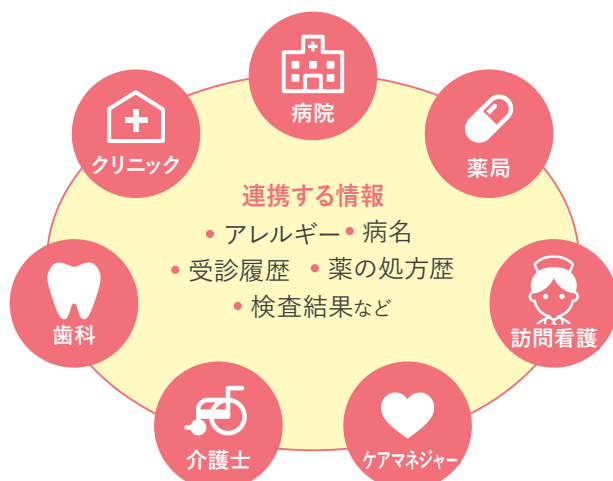 病院
クリニック
薬局
連携する情報
• アレルギー • 病名
• 受診履歴 • 薬の処方歴
• 検査結果など
歯科
訪問看護
介護士
ケアマネジャー